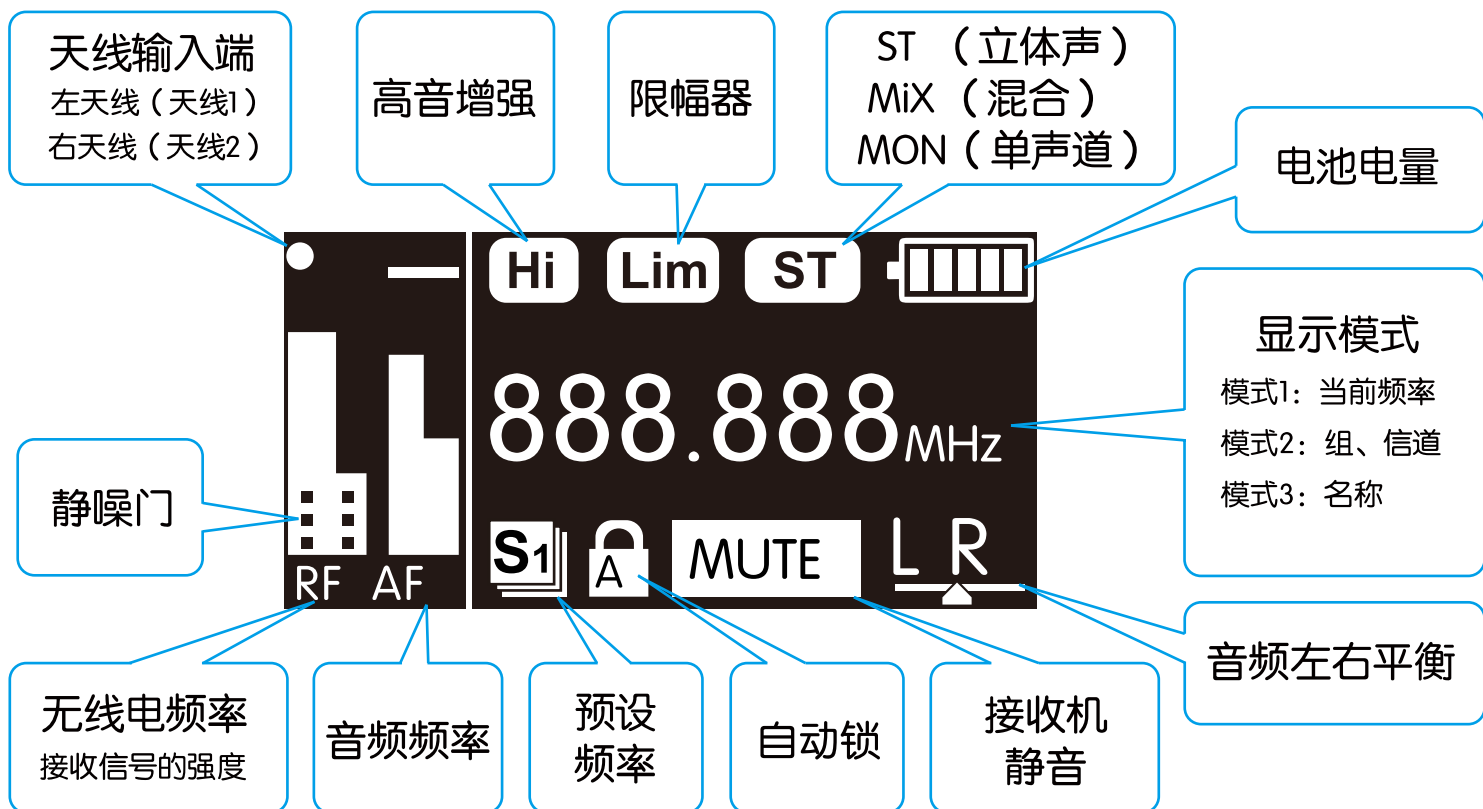 天线输入端
左天线（天线1）
右天线（天线2）
高音增强
限幅器
ST （立体声）
MiX （混合）
MON（单声道）
电池电量
Hi
Lim
ST
显示模式
模式1：当前频率
模式2：组、信道
模式3：名称
888.888MHz
静噪门
RF AF
S1
A
MUTE
L R
无线电频率
接收信号的强度
音频频率
预设
频率
自动锁
接收机
静音
音频左右平衡